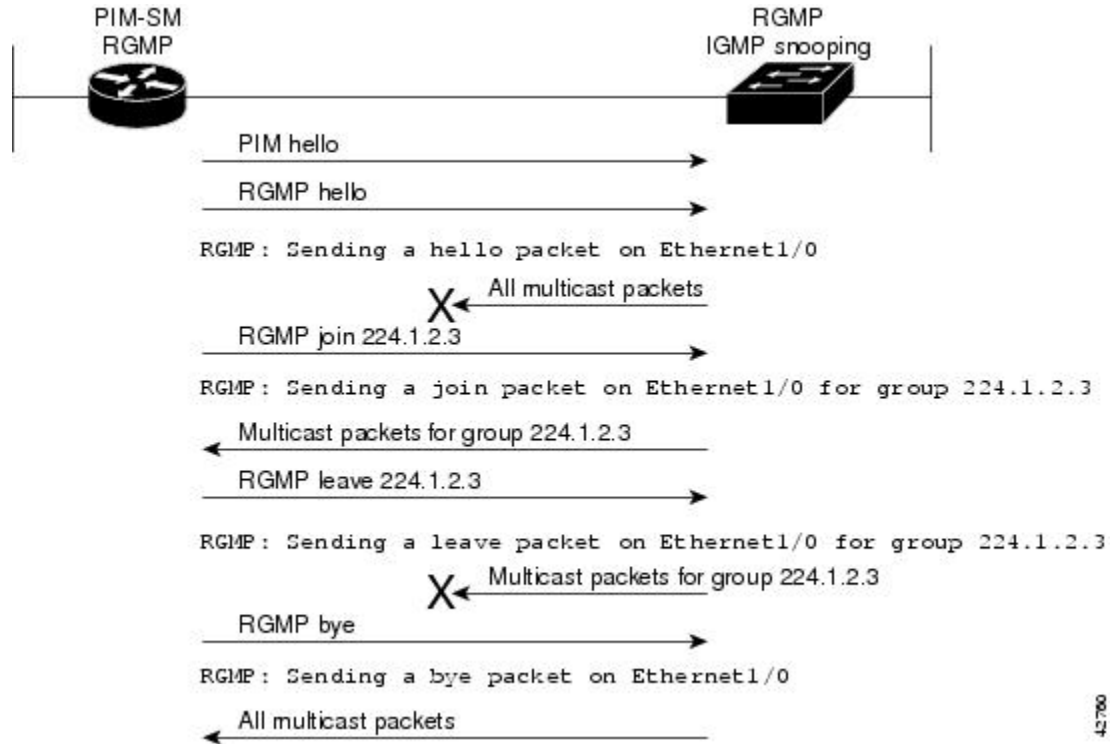 PIM-SM
RGMP
RGMP
IGMP snooping
PIM hello
RGMP hello
RGMP: Sending a hello packet on Ethernet1/0
All multicast packets
X
RGMP join 224.1.2.3
RGMP: Sending a join packet on Ethernet1/0 for group 224.1.2.3
Multicast packets for group 224.1.2.3
RGMP leave 224.1.2.3
RGMP: Sending a leave packet on Ethernet1/0 for group 224.1.2.3
Multicast packets for group 224.1.2.3
X
RGMP bye
RGMP: Sending a bye packet on Ethernet1/0
All multicast packets
42760